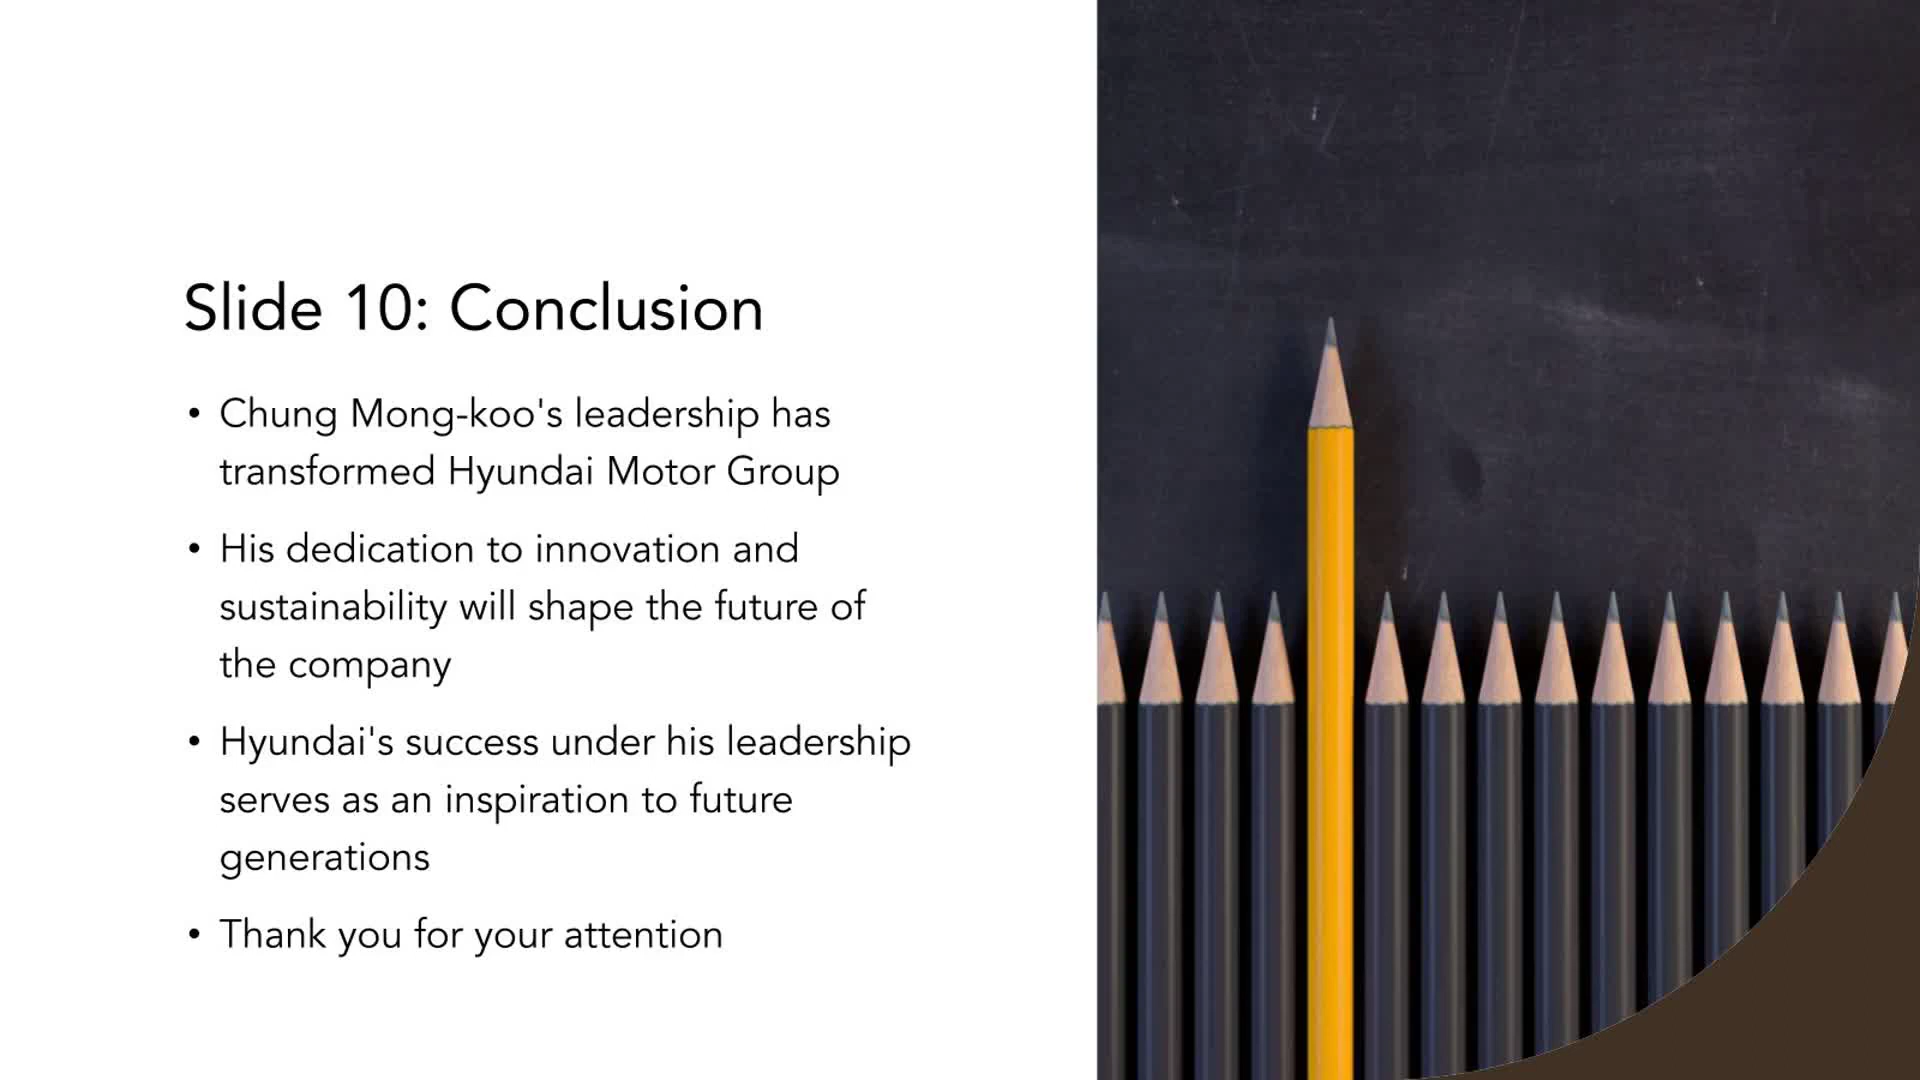 Slide 10: Conclusion
• Chung Mong-koo's leadership has
transformed Hyundai Motor Group
• His dedication to innovation and
sustainability will shape the future of
the company
• Hyundai's success under his leadership
serves as an inspiration to future
generations
• Thank you for your attention